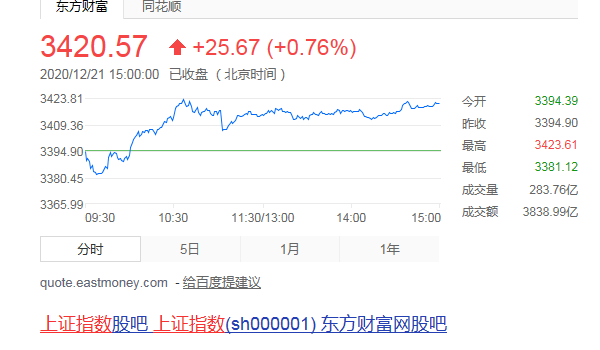 东方财富 同花顺
3420.57 +25.67 (+0.76%)
2020/12/21 15:00:00 已收盘 ( 北京时间 )
3423.81
3409.36
3394.90
3380.45
3365.99
09:30 10:30 11:30/13:00 14:00 15:00
今开 3394.39
昨收 3394.90
最高 3423.61
最低 3381.12
成交量 283.76亿
成交额 3838.99亿
分时 5日 1月 1年
quote.eastmoney.com - 给百度提建议
上证指数股吧_上证指数(sh000001)_东方财富网股吧